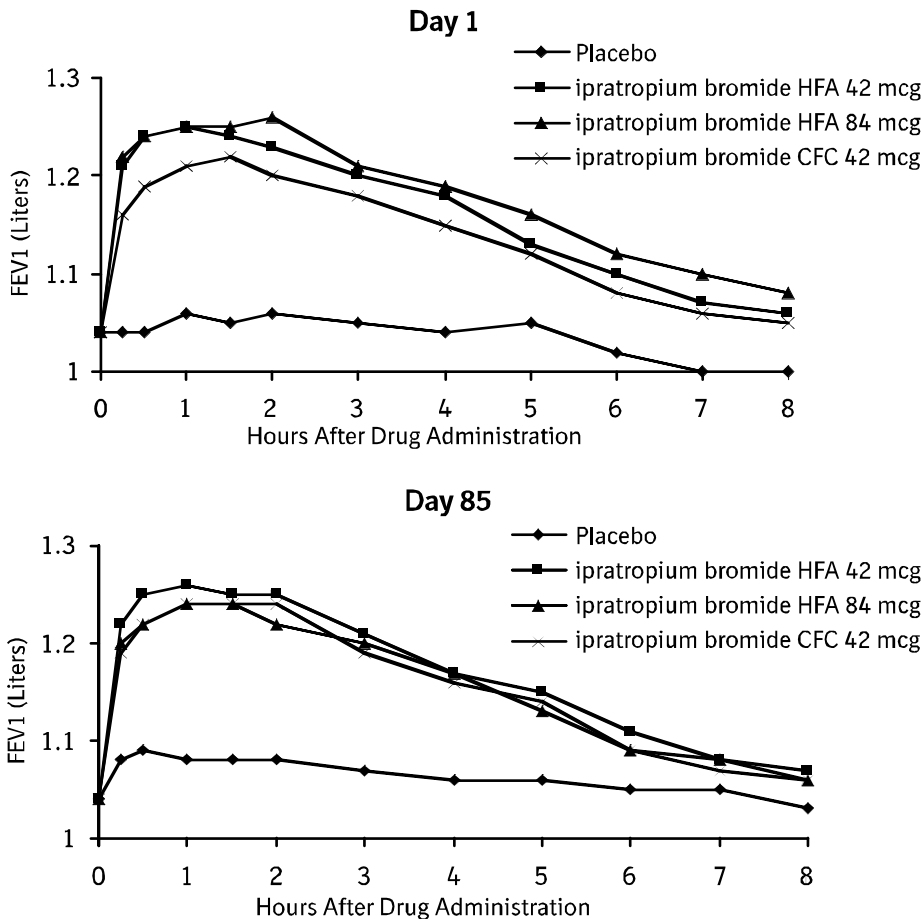 Day 1
Placebo
ipratropium bromide HFA 42 mcg
ipratropium bromide HFA 84 mcg
ipratropium bromide CFC 42 mcg
FEV1 (Liters)
1.3
1.2
1.1
1
0 1 2 3 4 5 6 7 8
Hours After Drug Administration
Day 85
Placebo
ipratropium bromide HFA 42 mcg
ipratropium bromide HFA 84 mcg
ipratropium bromide CFC 42 mcg
FEV1 (Liters)
1.3
1.2
1.1
1
0 1 2 3 4 5 6 7 8
Hours After Drug Administration